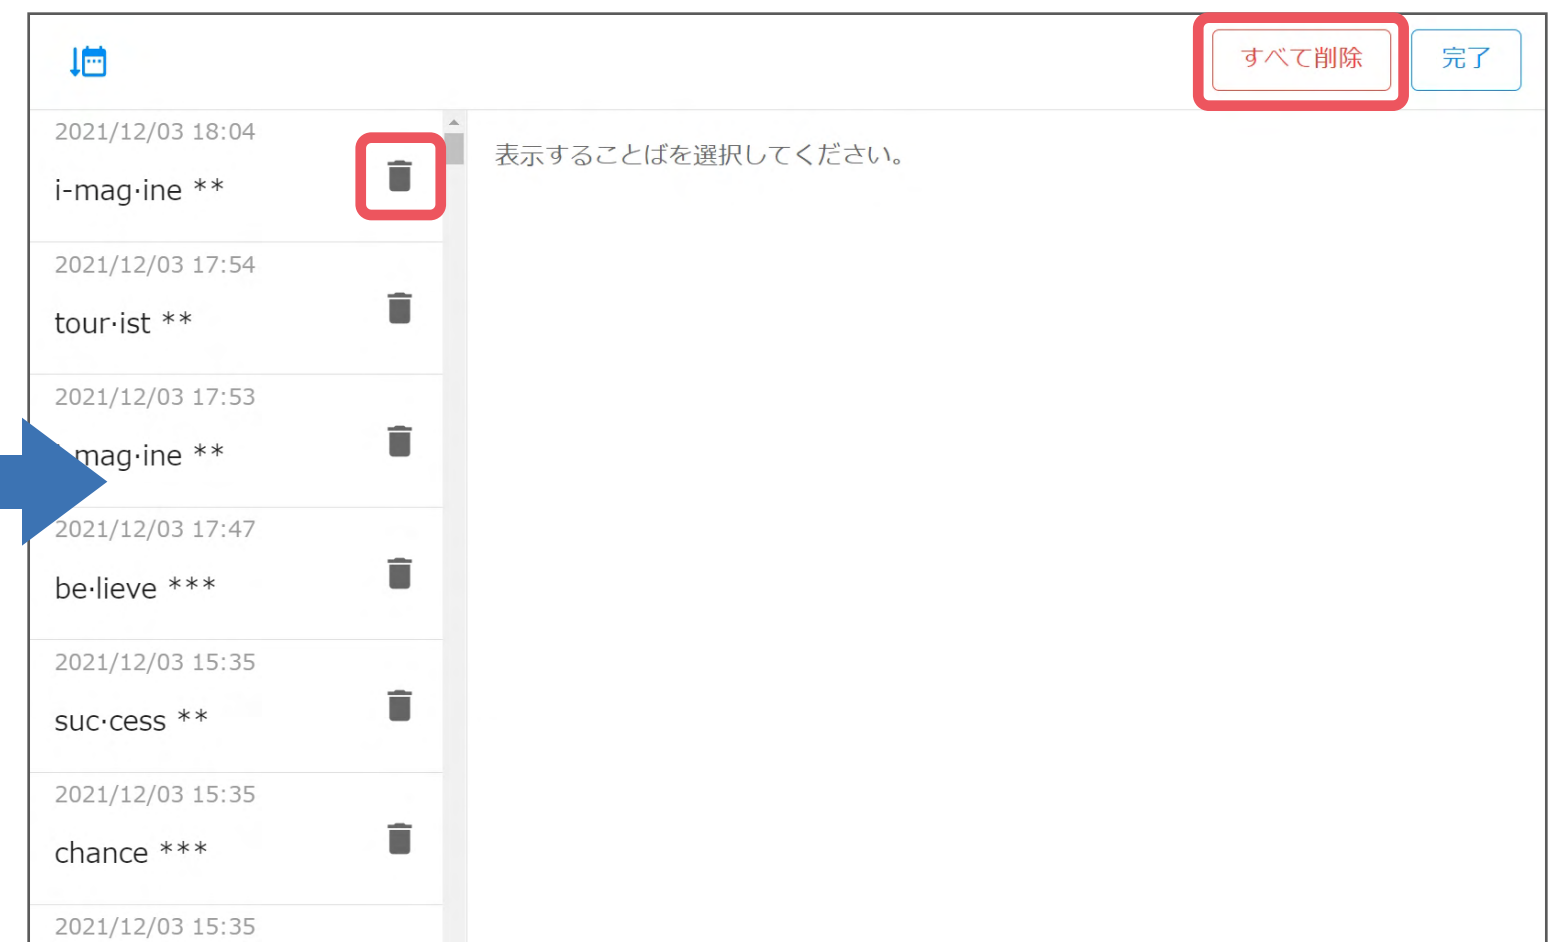 すべて削除
完了
2021/12/03 18:04
i-mag·ine **
表示することばを選択してください。
2021/12/03 17:54
tour·ist **
2021/12/03 17:53
-mag·ine **
2021/12/03 17:47
be·lieve ***
2021/12/03 15:35
suc·cess **
2021/12/03 15:35
chance ***
2021/12/03 15:35